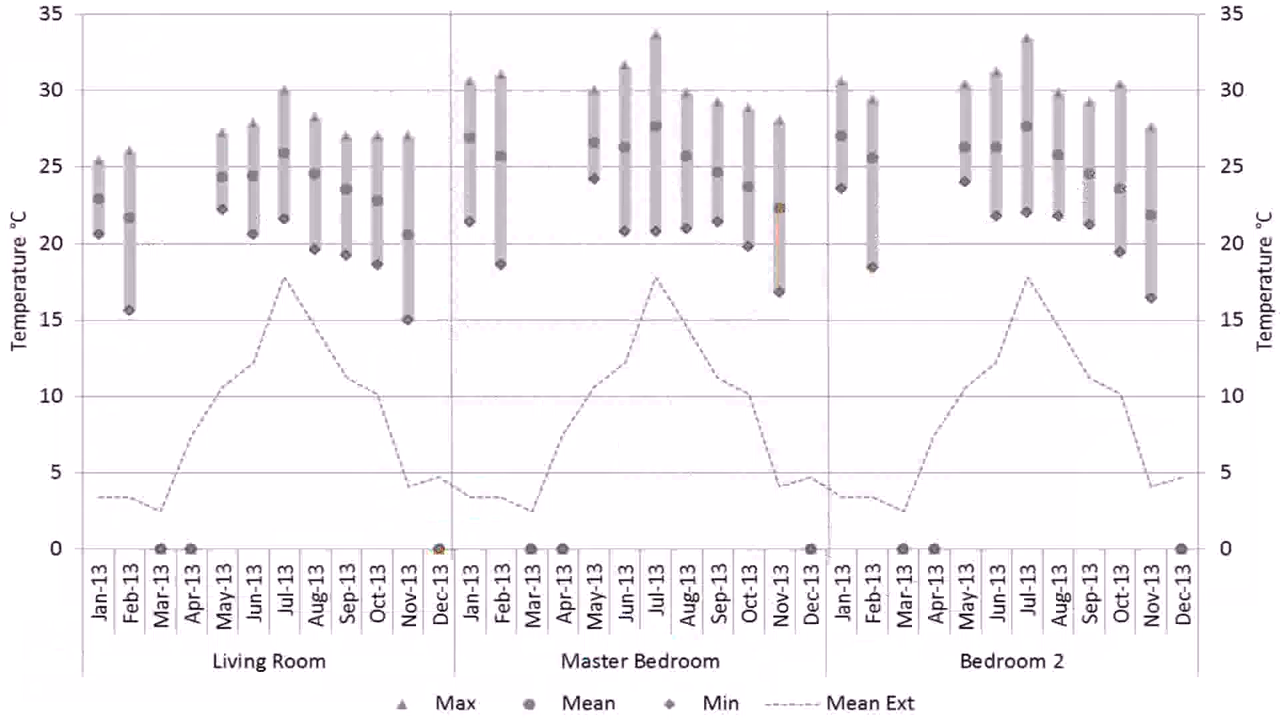 35 35
30 30
25 25
20 20
15 15
10 10
5 5
0 0
Temperature °C
Temperature °C
Jan-13 Feb-13 Mar-13 Apr-13 May-13 Jun-13 Jul-13 Aug-13 Sep-13 Oct-13 Nov-13 Dec-13 Jan-13 Feb-13 Mar-13 Apr-13 May-13 Jun-13 Jul-13 Aug-13 Sep-13 Oct-13 Nov-13 Dec-13 Jan-13 Feb-13 Mar-13 Apr-13 May-13 Jun-13 Jul-13 Aug-13 Sep-13 Oct-13 Nov-13 Dec-13
Living Room Master Bedroom Bedroom 2
Max Mean Min Mean Ext